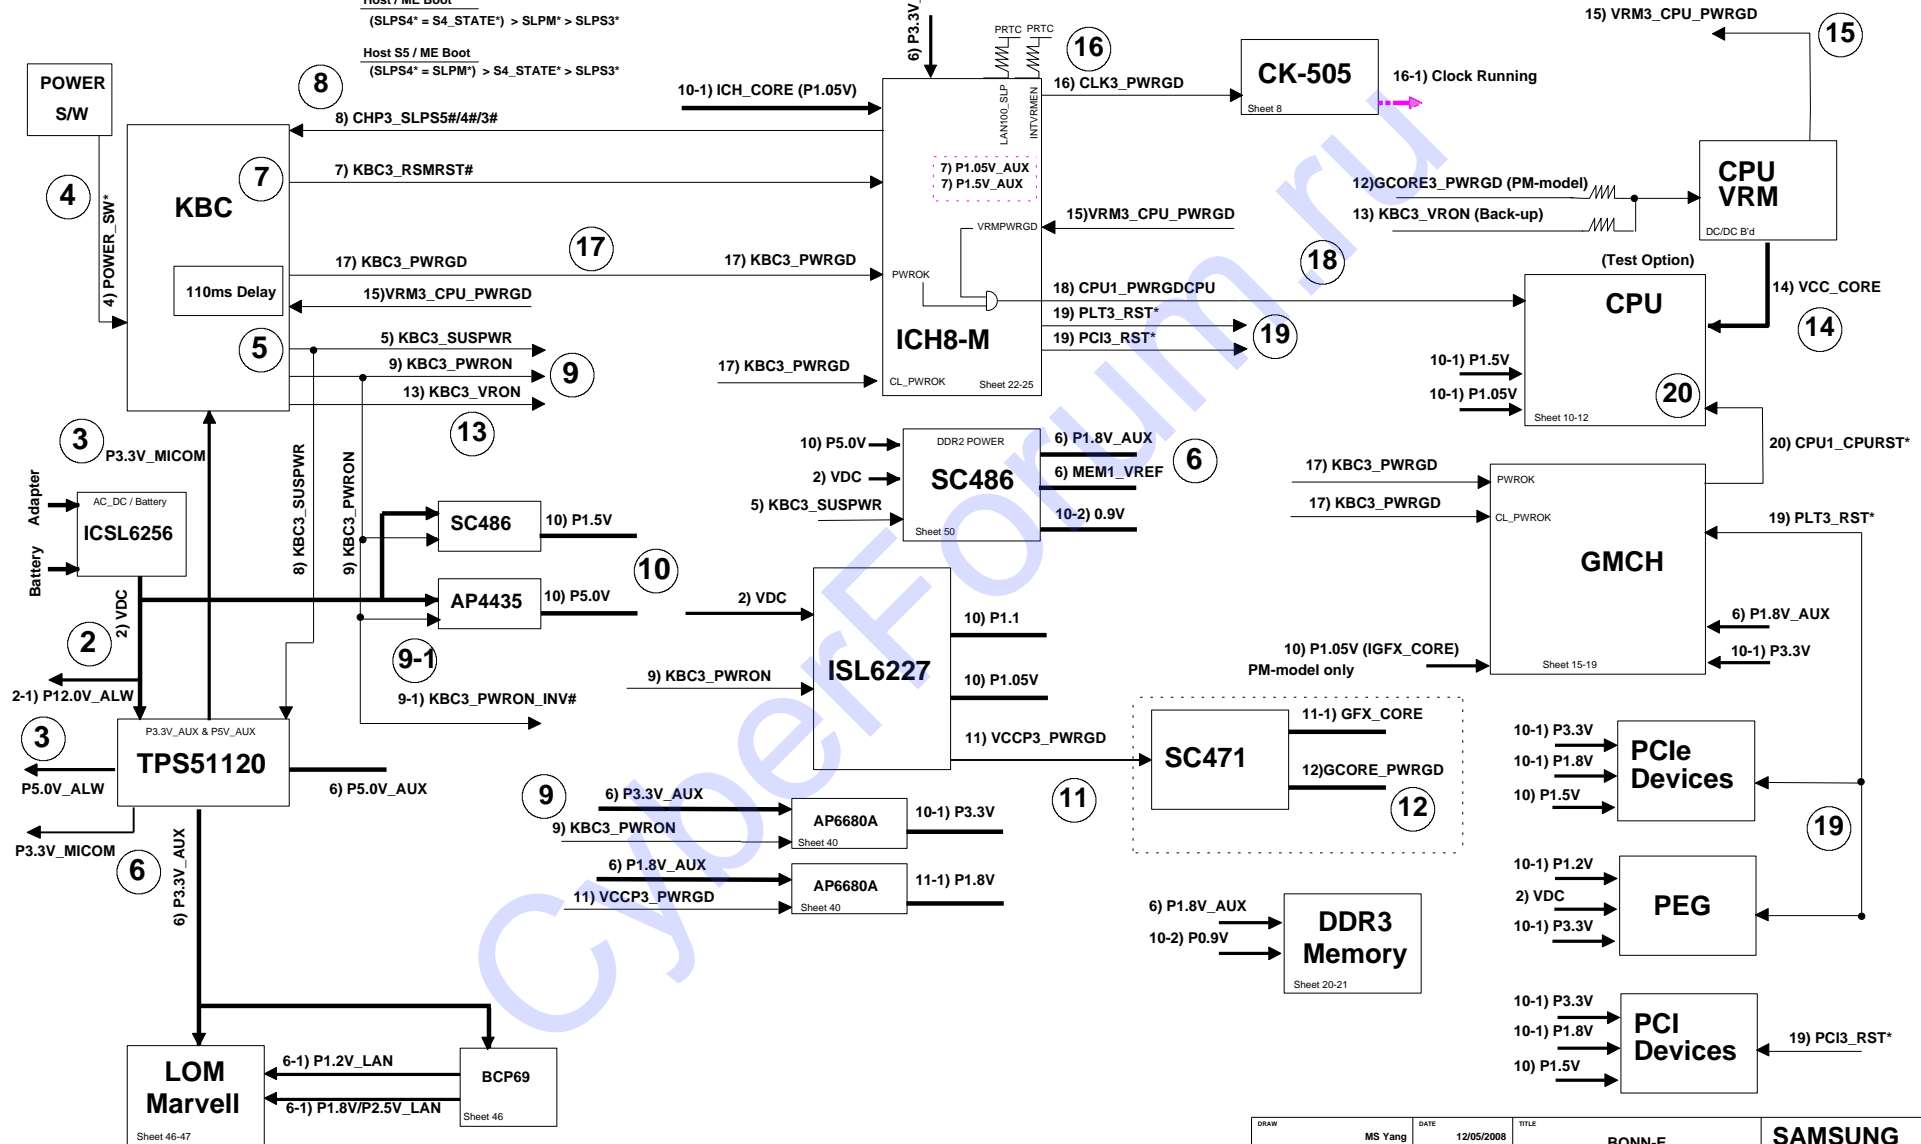 Host / ME Boot
(SLPS4* = S4_STATE*) > SLPM* > SLPS3*
Host S5 / ME Boot
(SLPS4* = SLPM*) > S4_STATE* > SLPS3*
POWER
S/W
4
4) POWER_SW*
KBC
8
8) CHP3_SLPS5#/4#/3#
7
7) KBC3_RSMRST#
17
17) KBC3_PWRGD
17) KBC3_PWRGD
110ms Delay
15)VRM3_CPU_PWRGD
5
5) KBC3_SUSPWR
9) KBC3_PWRON
9
13) KBC3_VRON
13
6) P3.3V_
PRTC
PRTC
LAN100_SLP
INTVRMEN
10-1) ICH_CORE (P1.05V)
7) P1.05V_AUX
7) P1.5V_AUX
VRMPWRGD
15)VRM3_CPU_PWRGD
PWROK
ICH8-M
17) KBC3_PWRGD
CL_PWROK
Sheet 22-25
16
16) CLK3_PWRGD
CK-505
Sheet 8
16-1) Clock Running
18
18) CPU1_PWRGDCPU
19) PLT3_RST*
19) PCI3_RST*
19
15) VRM3_CPU_PWRGD
15
CPU
VRM
DC/DC B'd
12)GCORE3_PWRGD (PM-model)
13) KBC3_VRON (Back-up)
(Test Option)
14) VCC_CORE
14
CPU
10-1) P1.5V
10-1) P1.05V
20
Sheet 10-12
20) CPU1_CPURST*
3
P3.3V_MICOM
Adapter
Battery
AC_DC / Battery
ICSL6256
2
2) VDC
2-1) P12.0V_ALW
8) KBC3_SUSPWR
9) KBC3_PWRON
SC486
10) P1.5V
10
AP4435
10) P5.0V
9-1
9-1) KBC3_PWRON_INV#
3
P5.0V_ALW
P3.3V_MICOM
P3.3V_AUX & P5V_AUX
TPS51120
6) P5.0V_AUX
6
6) P3.3V_AUX
10) P5.0V
2) VDC
5) KBC3_SUSPWR
DDR2 POWER
SC486
Sheet 50
6) P1.8V_AUX
6) MEM1_VREF
10-2) 0.9V
6
2) VDC
9) KBC3_PWRON
ISL6227
10) P1.1
10) P1.05V
11) VCCP3_PWRGD
11
SC471
11-1) GFX_CORE
12)GCORE_PWRGD
12
9
6) P3.3V_AUX
9) KBC3_PWRON
AP6680A
Sheet 40
10-1) P3.3V
6) P1.8V_AUX
11) VCCP3_PWRGD
AP6680A
Sheet 40
11-1) P1.8V
17) KBC3_PWRGD
17) KBC3_PWRGD
PWROK
CL_PWROK
GMCH
10) P1.05V (IGFX_CORE)
PM-model only
Sheet 15-19
19) PLT3_RST*
6) P1.8V_AUX
10-1) P3.3V
10-1) P3.3V
10-1) P1.8V
10) P1.5V
PCIe
Devices
19
10-1) P1.2V
2) VDC
10-1) P3.3V
PEG
6) P1.8V_AUX
10-2) P0.9V
DDR3
Memory
Sheet 20-21
10-1) P3.3V
10-1) P1.8V
10) P1.5V
PCI
Devices
19) PCI3_RST*
LOM
Marvell
Sheet 46-47
6-1) P1.2V_LAN
6-1) P1.8V/P2.5V_LAN
BCP69
Sheet 46
DRAW
MS Yang
DATE
12/05/2008
TITLE
BONN-E
SAMSUNG
CyberForum.ru